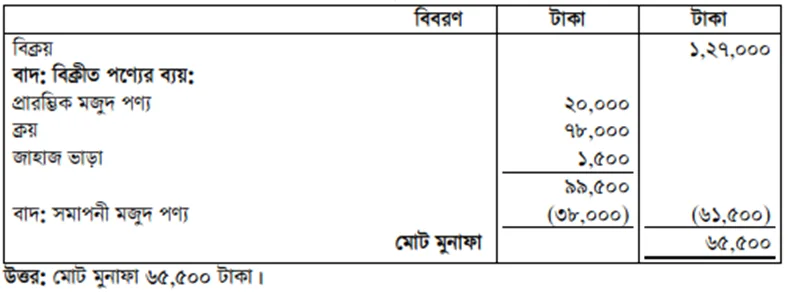 বিবরণ টাকা টাকা
বিক্রয় ১,২৭,০০০
বাদ: বিক্রীত পণ্যের ব্যয়:
প্রারম্ভিক মজুদ পণ্য ২০,০০০
ক্রয় ৭৮,০০০
জাহাজ ভাড়া ১,৫০০
৯৯,৫০০
বাদ: সমাপনী মজুদ পণ্য (৩৮,০০০) (৬১,৫০০)
মোট মুনাফা ৬৫,৫০০
উত্তর: মোট মুনাফা ৬৫,৫০০ টাকা।